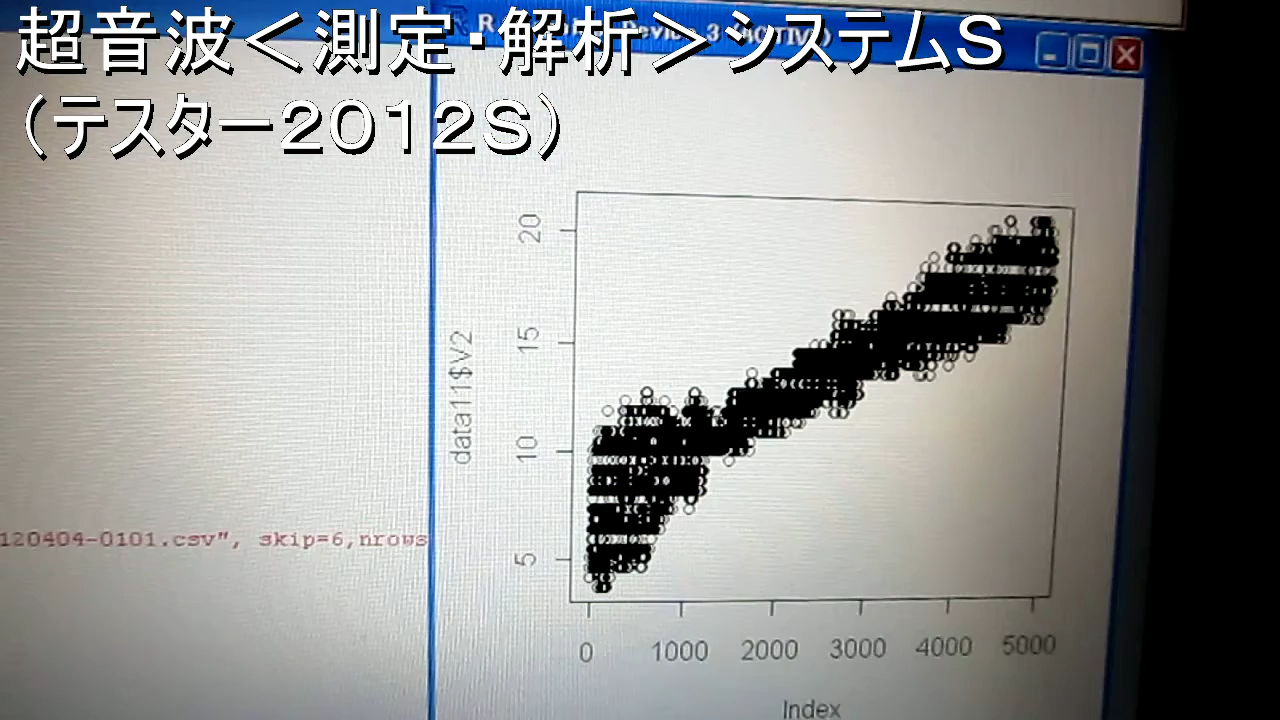 超音波＜測定・解析＞システムS
（テスター２０１２S）
R
3
20
15
10
5
data11$V2
120404-0101.csv", skip=6,nrows
0 1000 2000 3000 4000 5000
Index